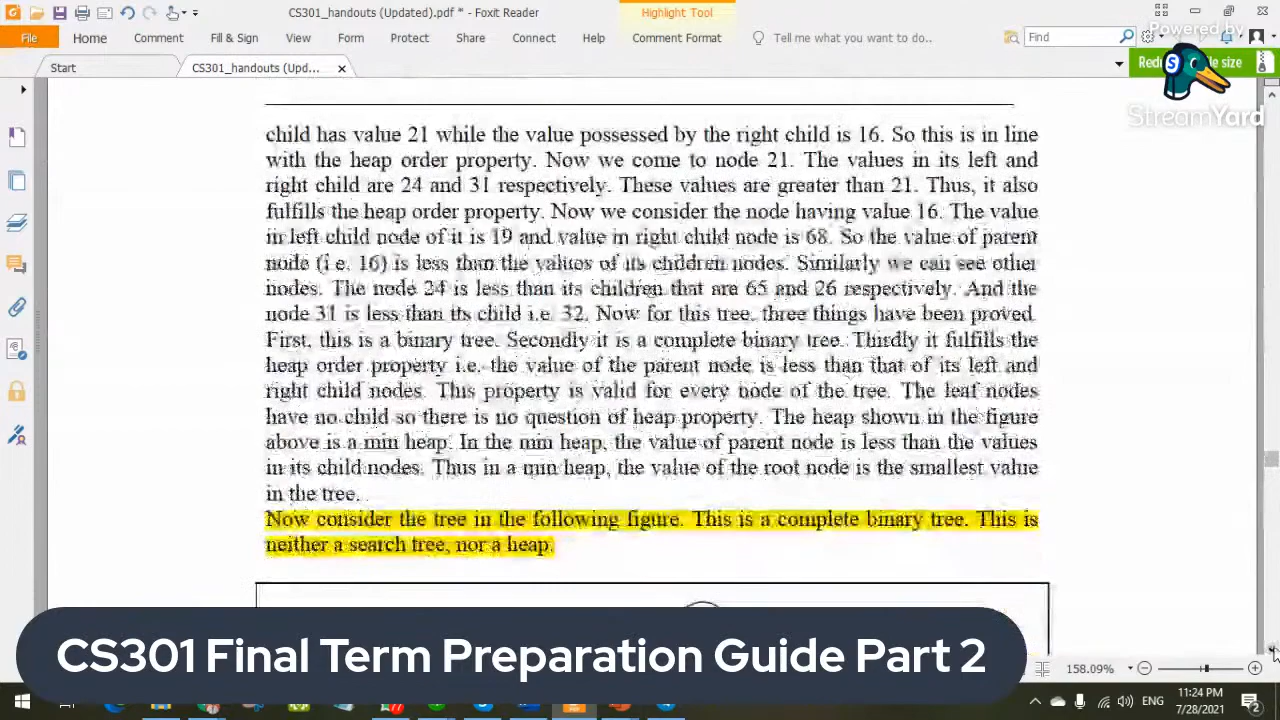 CS301_handouts (Updated).pdf * - Foxit Reader
Highlight Tool
File Home Comment Fill & Sign View Form Protect Share Connect Help Comment Format Tell me what you want to do.. Find
Powered by
Start CS301_handouts (Upd... size
StreamYard
child has value 21 while the value possessed by the right child is 16. So this is in line
with the heap order property. Now we come to node 21. The values in its left and
right child are 24 and 31 respectively. These values are greater than 21. Thus, it also
fulfills the heap order property. Now we consider the node having value 16. The value
in left child node of it is 19 and value in right child node is 68. So the value of parent
node (i.e. 16) is less than the values of its children nodes. Similarly we can see other
nodes. The node 24 is less than its children that are 65 and 26 respectively. And the
node 31 is less than its child i.e. 32. Now for this tree, three things have been proved.
First, this is a binary tree. Secondly it is a complete binary tree. Thirdly it fulfills the
heap order property i.e. the value of the parent node is less than that of its left and
right child nodes. This property is valid for every node of the tree. The leaf nodes
have no child so there is no question of heap property. The heap shown in the figure
above is a min heap. In the min heap, the value of parent node is less than the values
in its child nodes. Thus in a min heap, the value of the root node is the smallest value
in the tree.
Now consider the tree in the following figure. This is a complete binary tree. This is
neither a search tree, nor a heap.
CS301 Final Term Preparation Guide Part 2
158.09%
ENG
11:24 PM
7/28/2021
2